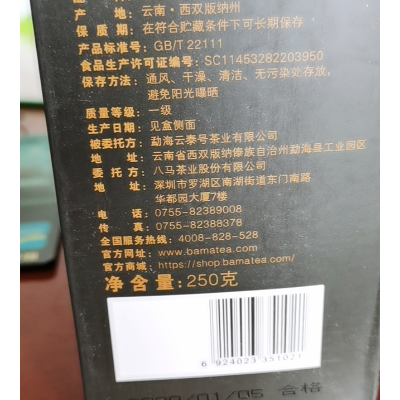 产 地：云南·西双版纳州
保 质 期：在符合贮藏条件下可长期保存
产品标准号：GB/T 22111
食品生产许可证编号：SC11453282203950
保存方法：通风、干燥、清洁、无污染处存放，
避免阳光曝晒
质量等级：一级
生产日期：见盒侧面
被委托方：勐海云泰号茶业有限公司
地 址：云南省西双版纳傣族自治州勐海县工业园区
委 托 方：八马茶业股份有限公司
地 址：深圳市罗湖区南湖街道东门南路
华都园大厦7楼
电 话：0755-82389008
传 真：0755-82388378
全国服务热线：4008-828-528
官方网址：www.bamatea.com
官方商城：https://shop.bamatea.com
净含量：250克
6 924023 351021
/01/05 合格